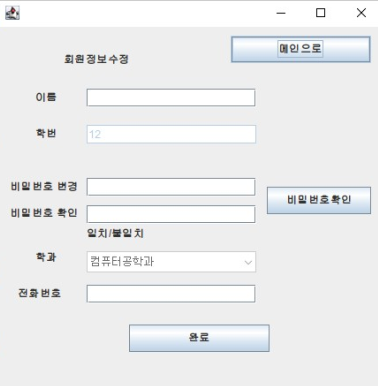 메인으로
회원정보수정
이름
학번 12
비밀번호 변경
비밀번호 확인
비밀번호확인
일치/불일치
학과 컴퓨터공학과
전화번호
완료